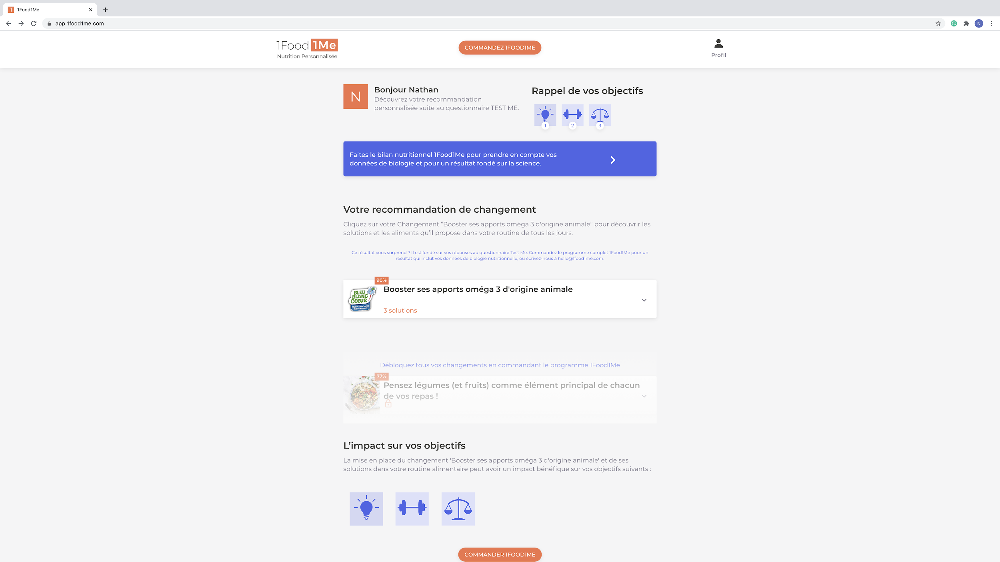 1Food1Me
app.1food1me.com
N
1Food 1Me
Nutrition Personnalisée
COMMANDEZ 1FOOD1ME
Profil
N
Bonjour Nathan
Découvrez votre recommandation
personnalisée suite au questionnaire TEST ME.
Rappel de vos objectifs
1 2 3
Faites le bilan nutritionnel 1Food1Me pour prendre en compte vos
données de biologie et pour un résultat fondé sur la science.
Votre recommandation de changement
Cliquez sur votre Changement “Booster ses apports oméga 3 d'origine animale” pour découvrir les
solutions et les aliments qu’il propose dans votre routine de tous les jours.
Ce résultat vous surprend ? Il est fondé sur vos réponses au questionnaire Test Me. Commandez le programme complet 1Food1Me pour un
résultat qui inclut vos données de biologie nutritionnelle, ou écrivez-nous à hello@1food1me.com.
90%
BLEU
BLANC
COEUR
OUI on a tous le droit
de bien manger !
Booster ses apports oméga 3 d'origine animale
3 solutions
Débloquez tous vos changements en commandant le programme 1Food1Me
77%
Pensez légumes (et fruits) comme élément principal de chacun
de vos repas !
L’impact sur vos objectifs
La mise en place du changement 'Booster ses apports oméga 3 d'origine animale' et de ses
solutions dans votre routine alimentaire peut avoir un impact bénéfique sur vos objectifs suivants :
COMMANDER 1FOOD1ME